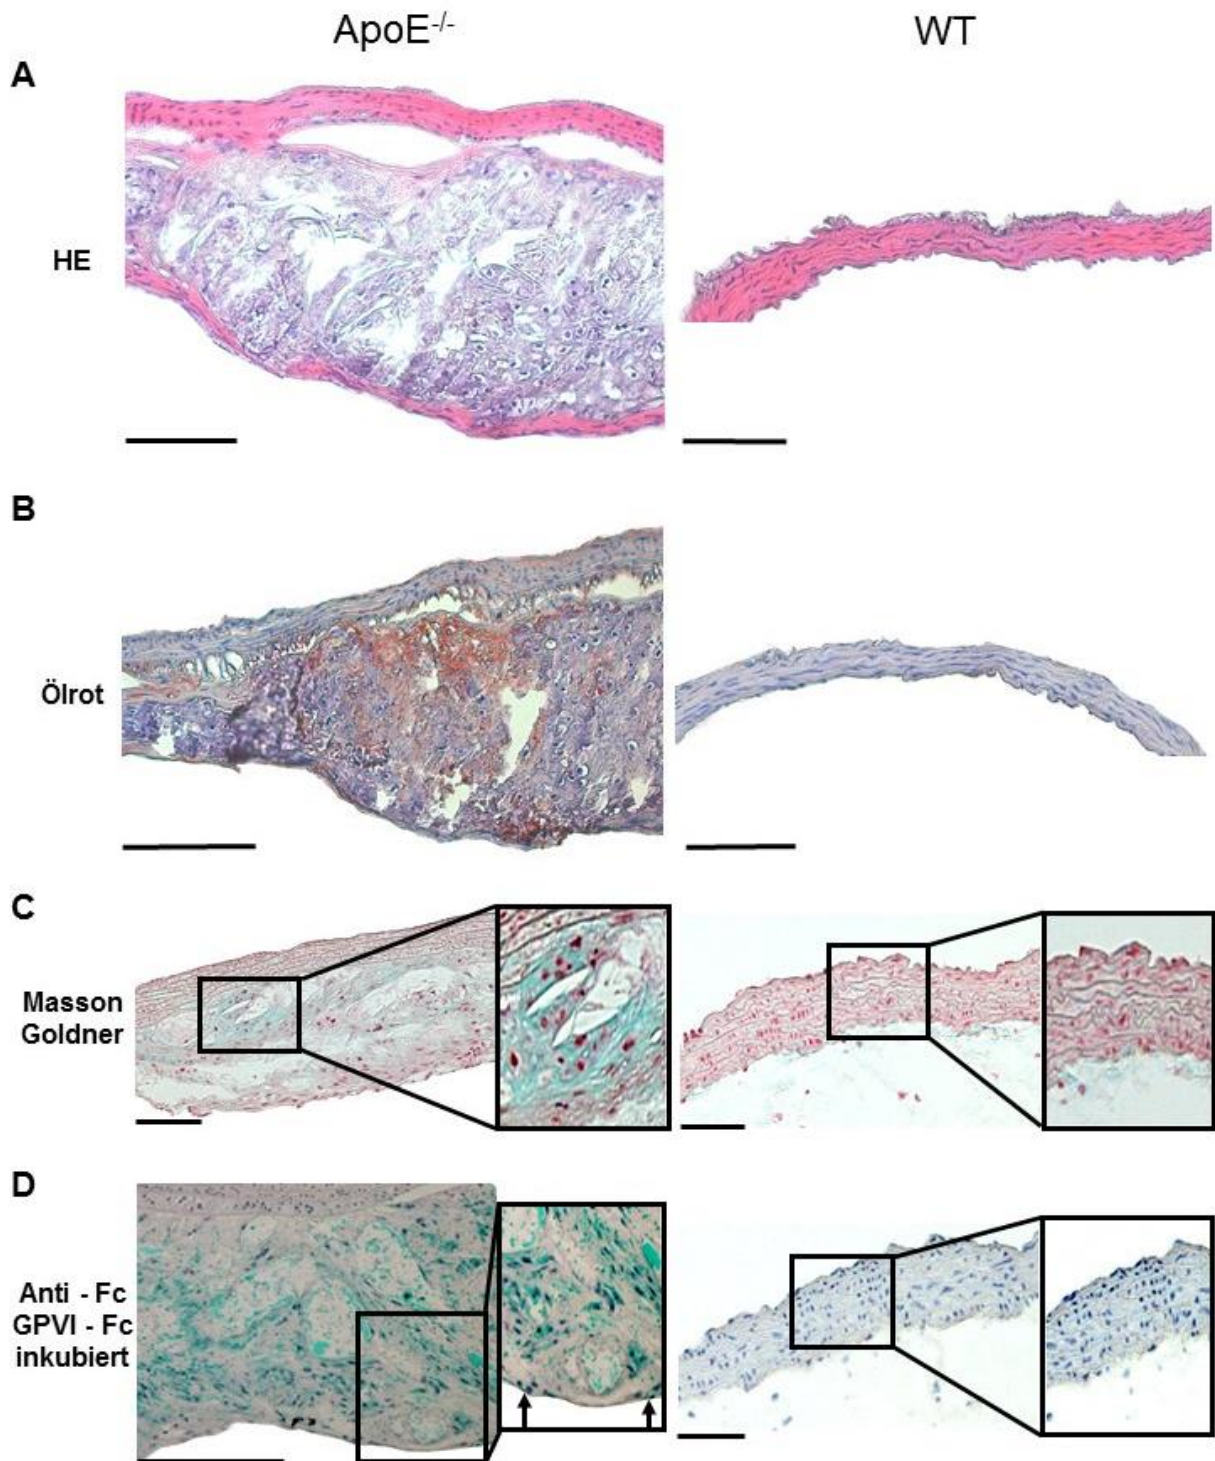 ApoE-/- WT
A
HE
B
Ölrot
C
Masson
Goldner
D
Anti - Fc
GPVI - Fc
inkubiert